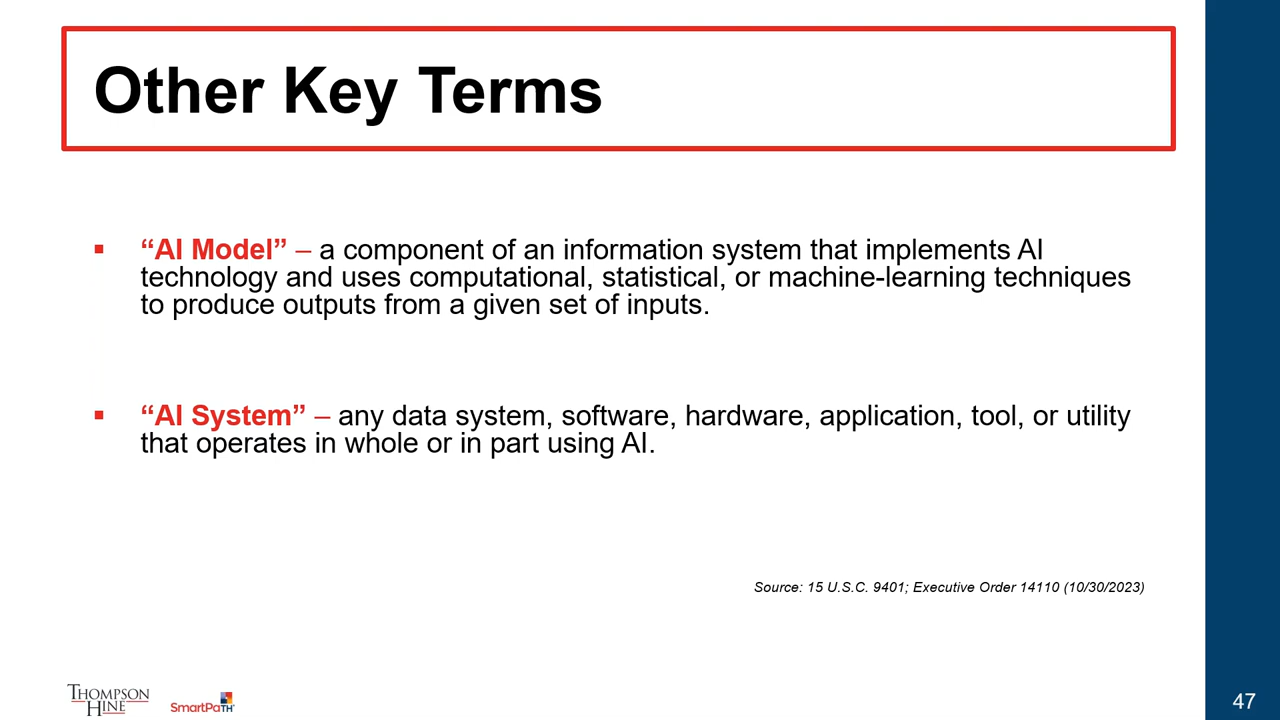 Other Key Terms
▪ “AI Model” – a component of an information system that implements AI
technology and uses computational, statistical, or machine-learning techniques
to produce outputs from a given set of inputs.
▪ “AI System” – any data system, software, hardware, application, tool, or utility
that operates in whole or in part using AI.
Source: 15 U.S.C. 9401; Executive Order 14110 (10/30/2023)
THOMPSON
HINE
SmartPaTH
47